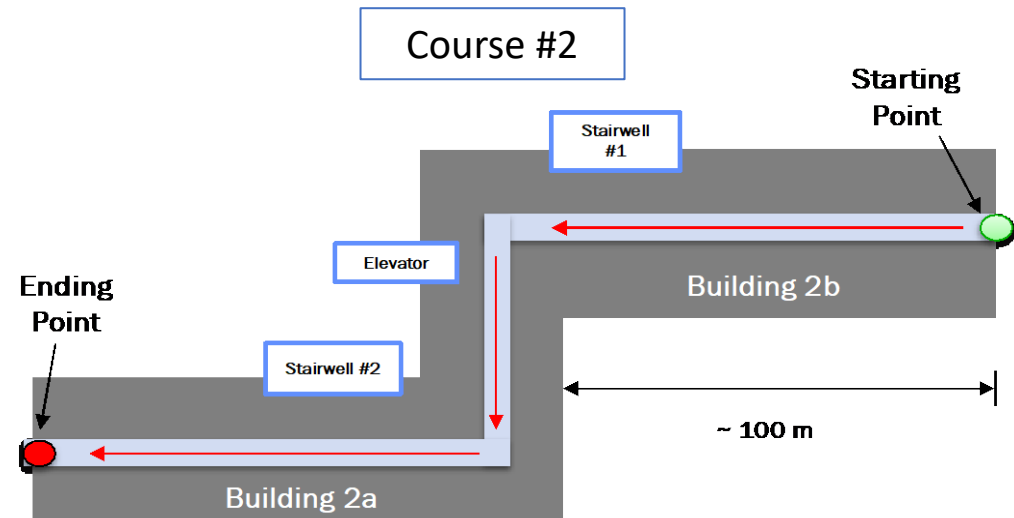 Course #2
Starting
Point
Stairwell
#1
Elevator
Building 2b
Ending
Point
Stairwell #2
~ 100 m
Building 2a